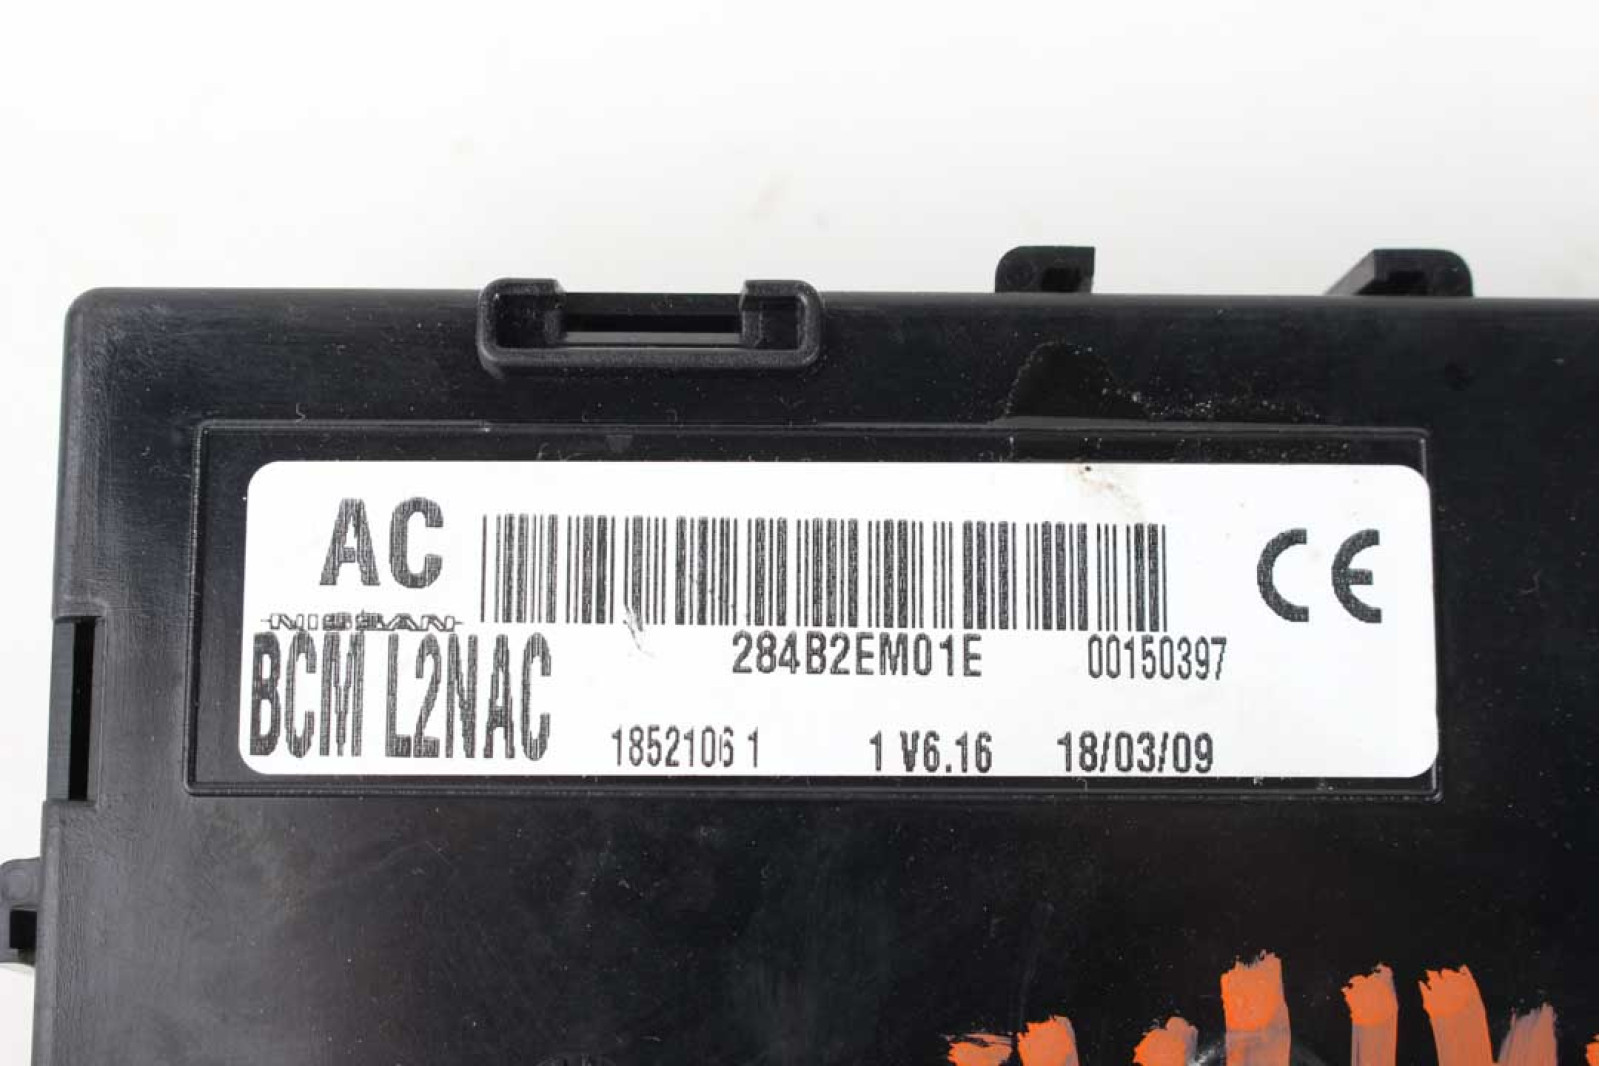 AC
NISSAN
BCM L2NAC
284B2EM01E 00150397
1852106 1 1 V6.16 18/03/09
CE